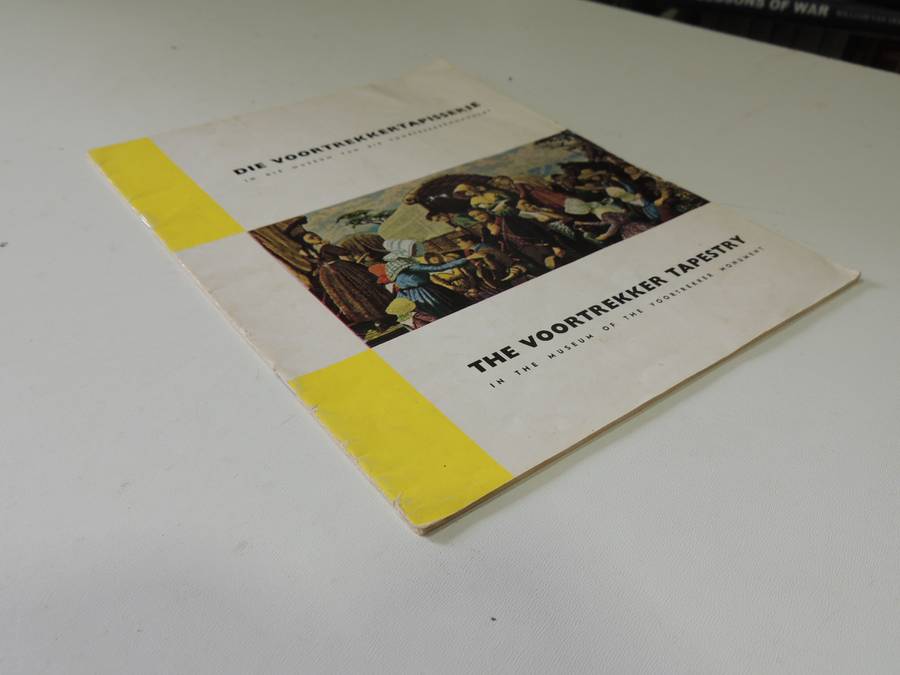 DIE VOORTREKKERTAPISSERIE
IN DIE MUSEUM VAN DIE VOORTREKKERMONUMENT
THE VOORTREKKER TAPESTRY
IN THE MUSEUM OF THE VOORTREKKER MONUMENT
OF WAR